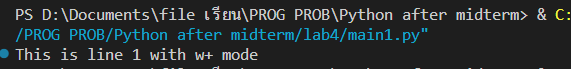 PS D:\Documents\file เรียน\PROG PROB\Python after midterm> & C:
/PROG PROB/Python after midterm/lab4/main1.py"
This is line 1 with w+ mode